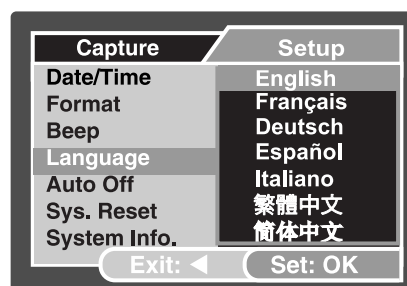 Capture Setup
Date/Time
Format
Beep
Language
Auto Off
Sys. Reset
System Info.
English
Français
Deutsch
Español
Italiano
繁體中文
简体中文
Exit: ◀ Set: OK